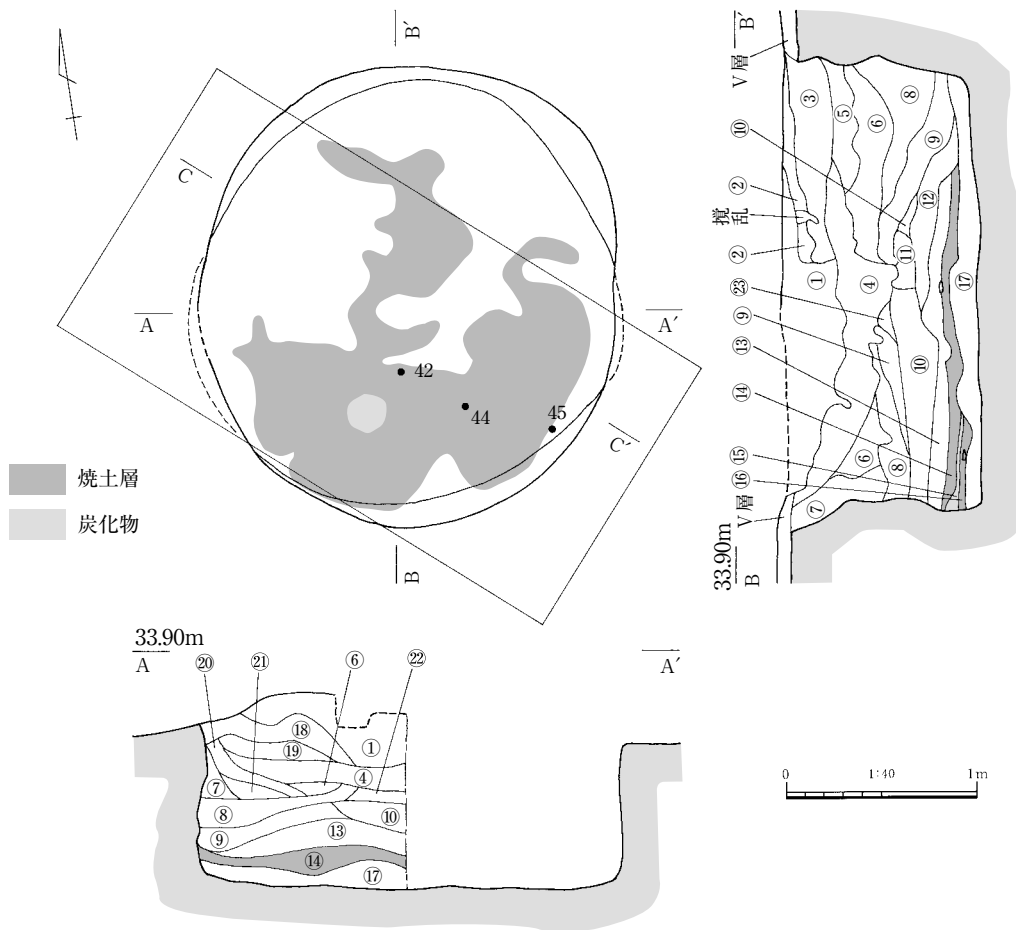 B´
C
A
A´
42
44
45
C´
B
焼土層
炭化物
V層
B´
③
⑤
⑥
⑧
⑩
⑨
②
⑫
撹乱
②
⑪
①
④
⑰
㉓
⑨
⑬
⑩
⑭
⑮
⑥
⑧
⑯
V層
⑦
33.90m
B
33.90m
A
A´
⑳
㉑
⑥
㉒
⑱
①
⑲
④
⑦
⑧
⑩
⑬
⑨
⑭
⑰
0
1:40
1m